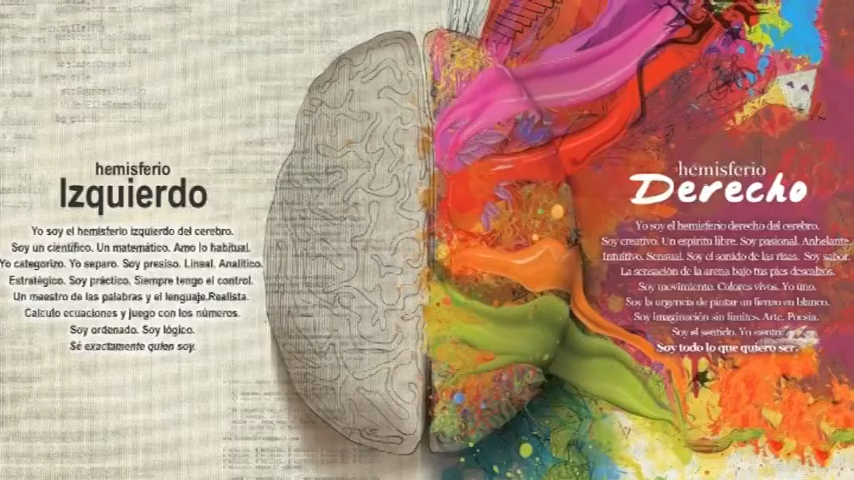 hemisferio
Izquierdo
Yo soy el hemisferio izquierdo del cerebro.
Soy un científico. Un matemático. Amo lo habitual.
Yo categorizo. Yo separo. Soy presiso. Lineal. Analítico.
Estratégico. Soy práctico. Siempre tengo el control.
Un maestro de las palabras y el lenguaje.Realista.
Calculo ecuaciones y juego con los números.
Soy ordenado. Soy lógico.
Sé exactamente quien soy.
hemisferio
Derecho
Yo soy el hemisferio derecho del cerebro.
Soy creativo. Un espíritu libre. Soy pasional. Anhelante.
Intuitivo. Sensual. Soy el sonido de las risas. Soy sabor.
La sensación de la arena bajo tus pies descalzos.
Soy movimiento. Colores vivos. Yo uno.
Soy la urgencia de pintar un lienzo en blanco.
Soy imaginación sin límites. Arte. Poesía.
Soy el sentido. Yo siento.
Soy todo lo que quiero ser.